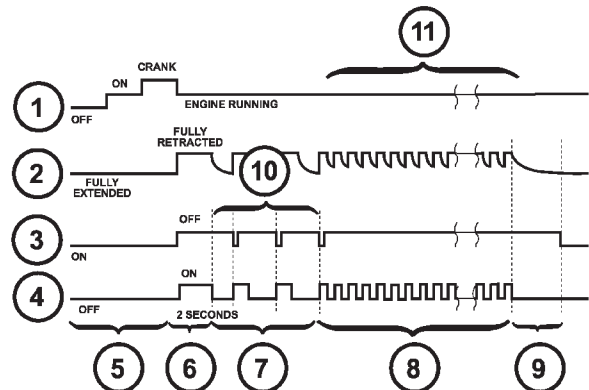 11
CRANK
ON
1
ENGINE RUNNING
OFF
FULLY
RETRACTED
2
10
FULLY
EXTENDED
OFF
3
ON
ON
4
OFF
2 SECONDS
5
6
7
8
9